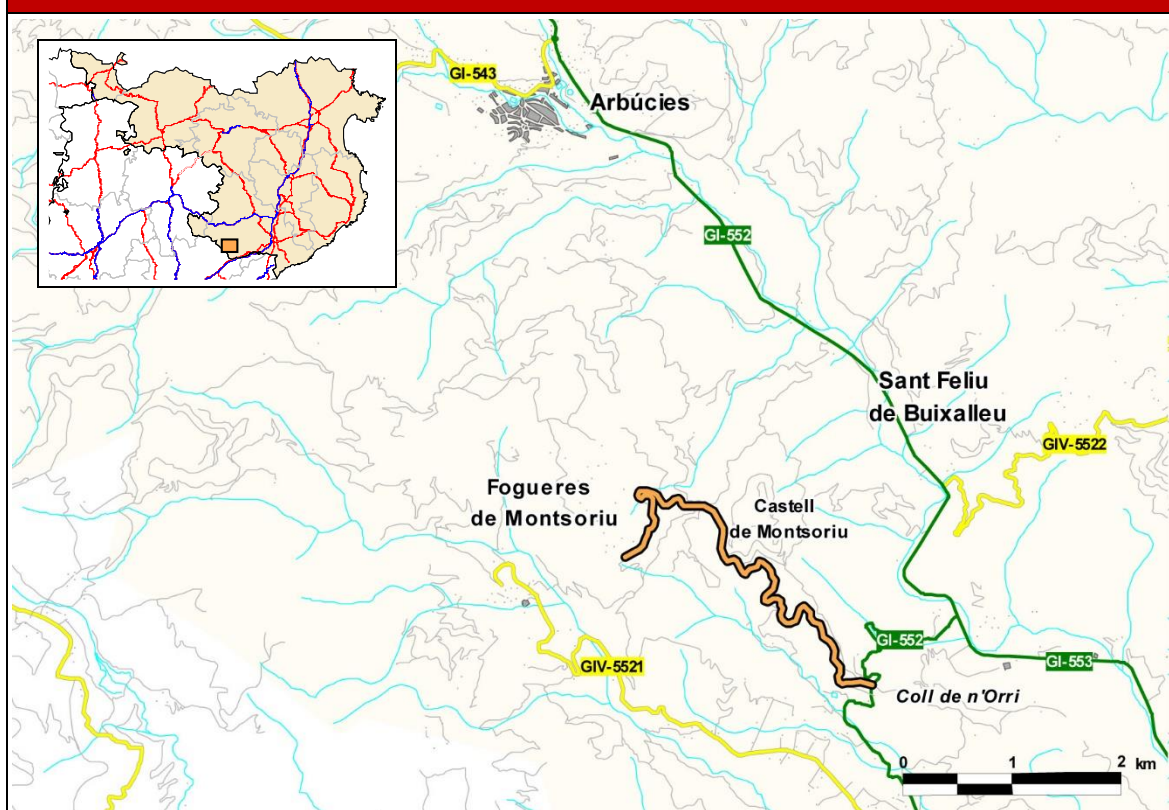 GI-543
Arbúcies
GI-552
Sant Feliu
de Buixalleu
GIV-5522
Fogueres
de Montsoriu
Castell
de Montsoriu
GI-552
GIV-5521
GI-553
Coll de n'Orri
0 1 2 km